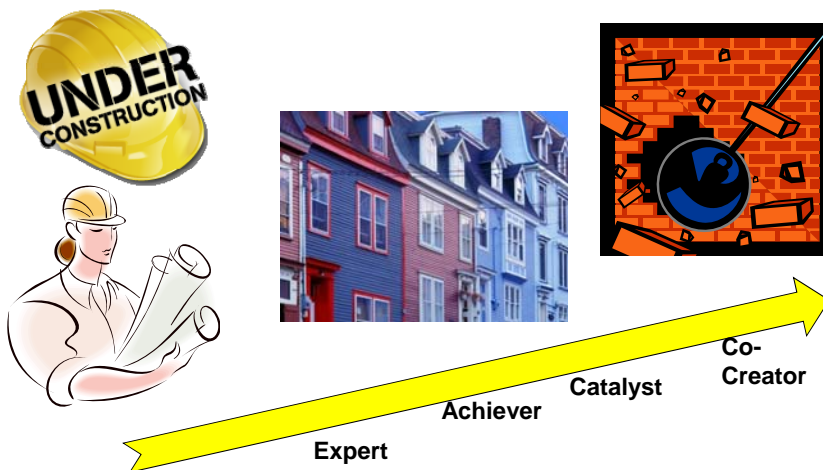 UNDER
CONSTRUCTION
Co-
Creator
Catalyst
Achiever
Expert